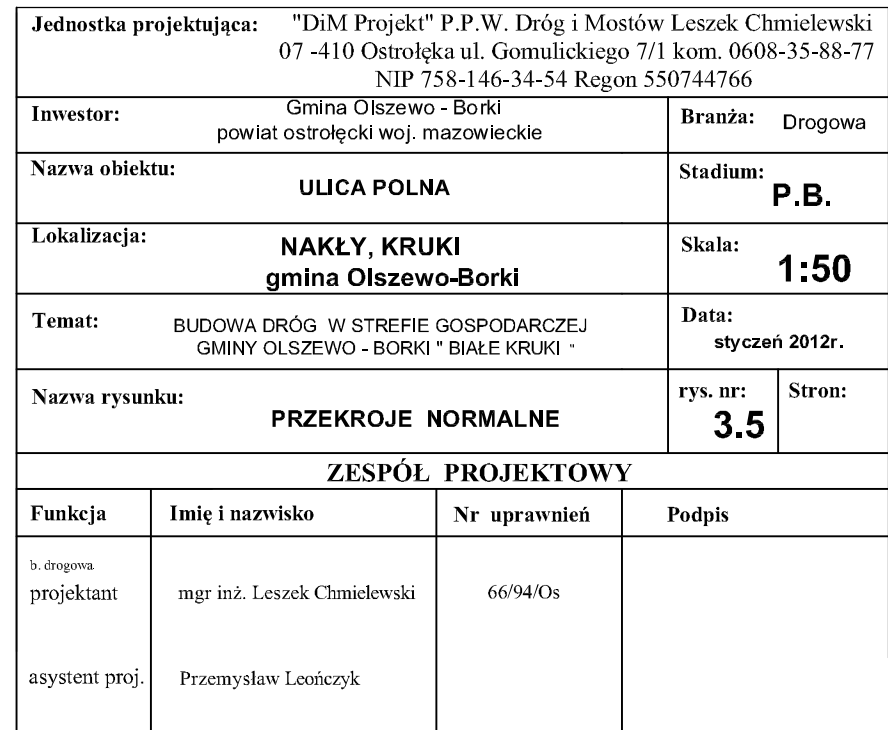 Jednostka projektująca: "DiM Projekt" P.P.W. Dróg i Mostów Leszek Chmielewski
07 -410 Ostrołęka ul. Gomulickiego 7/1 kom. 0608-35-88-77
NIP 758-146-34-54 Regon 550744766
Inwestor: Gmina Olszewo - Borki
powiat ostrołęcki woj. mazowieckie
Branża: Drogowa
Nazwa obiektu:
ULICA POLNA
Stadium:
P.B.
Lokalizacja:
NAKŁY, KRUKI
gmina Olszewo-Borki
Skala:
1:50
Temat: BUDOWA DRÓG W STREFIE GOSPODARCZEJ
GMINY OLSZEWO - BORKI " BIAŁE KRUKI "
Data:
styczeń 2012r.
Nazwa rysunku:
PRZEKROJE NORMALNE
rys. nr:
3.5
Stron:
ZESPÓŁ PROJEKTOWY
Funkcja Imię i nazwisko Nr uprawnień Podpis
b. drogowa
projektant mgr inż. Leszek Chmielewski 66/94/Os
asystent proj. Przemysław Leończyk